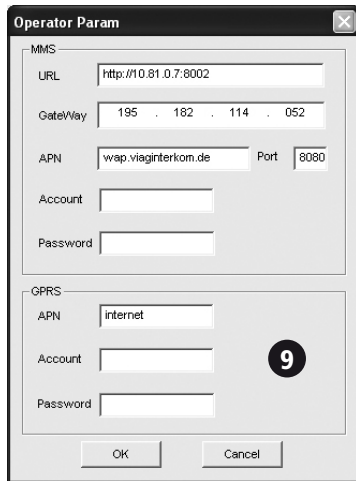 Operator Param
MMS
URL http://10.81.0.7:8002
GateWay 195 . 182 . 114 . 052
APN wap.viaginterkom.de Port 8080
Account
Password
GPRS
APN internet
Account
9
Password
OK Cancel